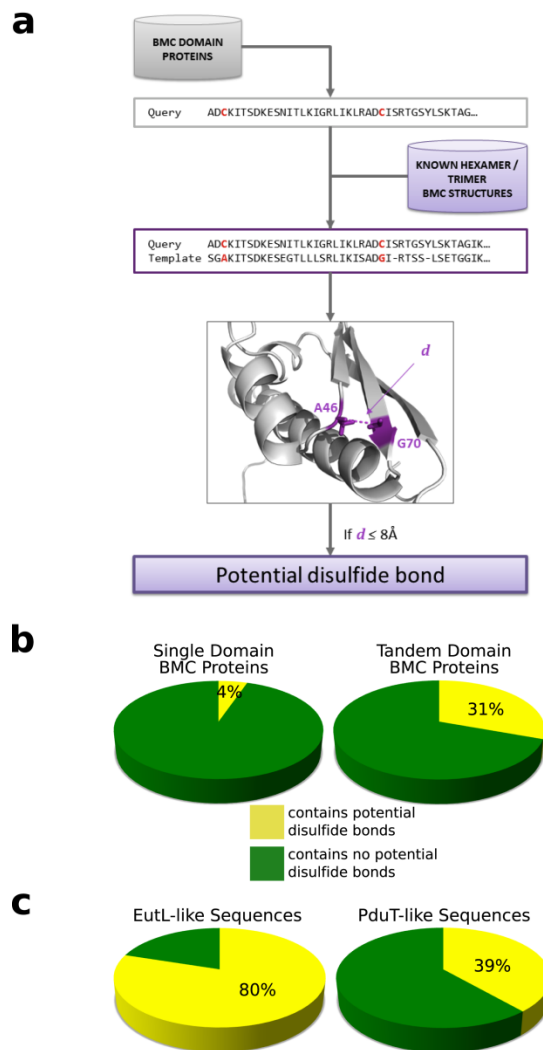 a
BMC DOMAIN
PROTEINS
Query ADCKITSDKESNITLKIGRLIKLRADCISRTGSYLSKTAG…
KNOWN HEXAMER /
TRIMER
BMC STRUCTURES
Query ADCKITSDKESNITLKIGRLIKLRADCISRTGSYLSKTAGIK…
Template SGAKITSDKESEGTLLLSRLIKISADGI-RTSS-LSETGGIK…
d
A46
G70
If d ≤ 8Å
Potential disulfide bond
b
Single Domain
BMC Proteins
Tandem Domain
BMC Proteins
4%
31%
contains potential
disulfide bonds
contains no potential
disulfide bonds
c
EutL-like Sequences
PduT-like Sequences
80%
39%